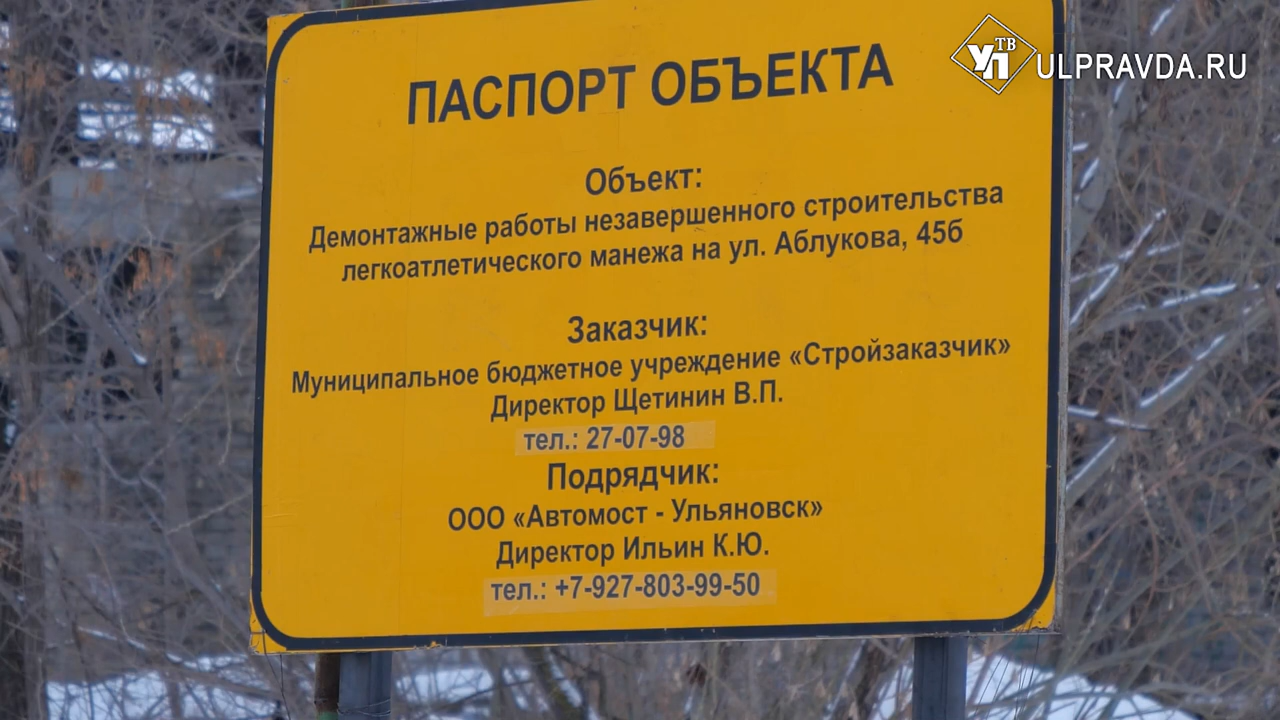 УП ТВ ULPRAVDA.RU
ПАСПОРТ ОБЪЕКТА
Объект:
Демонтажные работы незавершенного строительства
легкоатлетического манежа на ул. Аблукова, 45б
Заказчик:
Муниципальное бюджетное учреждение «Стройзаказчик»
Директор Щетинин В.П.
тел.: 27-07-98
Подрядчик:
ООО «Автомост - Ульяновск»
Директор Ильин К.Ю.
тел.: +7-927-803-99-50